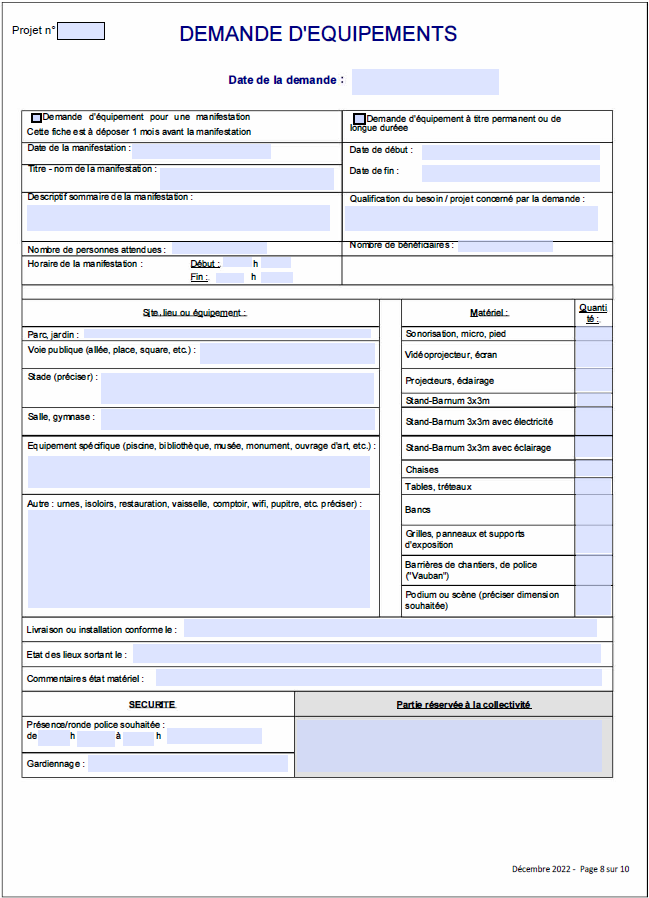 Projet n°
DEMANDE D'EQUIPEMENTS
Date de la demande :
Demande d'équipement pour une manifestation
Cette fiche est à déposer 1 mois avant la manifestation
Demande d'équipement à titre permanent ou de
longue duréee
Date de la manifestation :
Date de début :
Titre - nom de la manifestation :
Date de fin :
Descriptif sommaire de la manifestation :
Qualification du besoin / projet concerné par la demande :
Nombre de personnes attendues :
Nombre de bénéficiaires :
Horaire de la manifestation :
Début : h
Fin : h
Site, lieu ou équipement :
Matériel :
Quanti
té :
Parc, jardin :
Voie publique (allée, place, square, etc.) :
Stade (préciser) :
Salle, gymnase :
Equipement spécifique (piscine, bibliothèque, musée, monument, ouvrage d'art, etc.) :
Autre : urnes, isoloirs, restauration, vaisselle, comptoir, wifi, pupitre, etc. préciser) :
Sonorisation, micro, pied
Vidéoprojecteur, écran
Projecteurs, éclairage
Stand-Barnum 3x3m
Stand-Barnum 3x3m avec électricité
Stand-Barnum 3x3m avec éclairage
Chaises
Tables, tréteaux
Bancs
Grilles, panneaux et supports
d'exposition
Barrières de chantiers, de police
("Vauban")
Podium ou scène (préciser dimension
souhaitée)
Livraison ou installation conforme le :
Etat des lieux sortant le :
Commentaires état matériel :
SECURITE
Partie réservée à la collectivité
Présence/ronde police souhaitée :
de h à h
Gardiennage :
Décembre 2022 - Page 8 sur 10